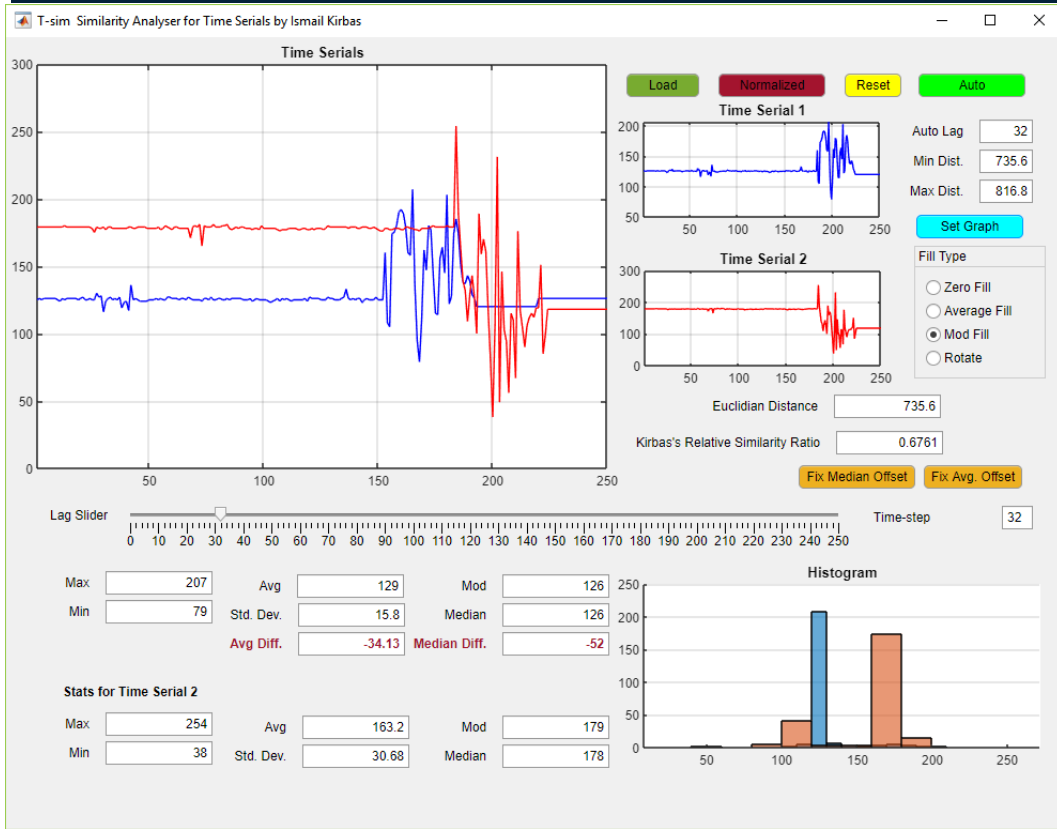 T-sim Similarity Analyser for Time Serials by Ismail Kirbas
Time Serials
300
250
200
150
100
50
0
50 100 150 200 250
Load Normalized Reset Auto
Time Serial 1
200
150
100
50
50 100 150 200 250
Auto Lag 32
Min Dist. 735.6
Max Dist. 816.8
Set Graph
Time Serial 2
300
200
100
0
50 100 150 200 250
Fill Type
Zero Fill
Average Fill
Mod Fill
Rotate
Euclidian Distance 735.6
Kirbas's Relative Similarity Ratio 0.6761
Fix Median Offset Fix Avg. Offset
Lag Slider
0 10 20 30 40 50 60 70 80 90 100 110 120 130 140 150 160 170 180 190 200 210 220 230 240 250
Time-step 32
Max 207 Avg 129 Mod 126
Min 79 Std. Dev. 15.8 Median 126
Avg Diff. -34.13 Median Diff. -52
Stats for Time Serial 2
Max 254 Avg 163.2 Mod 179
Min 38 Std. Dev. 30.68 Median 178
Histogram
250
200
150
100
50
0
50 100 150 200 250